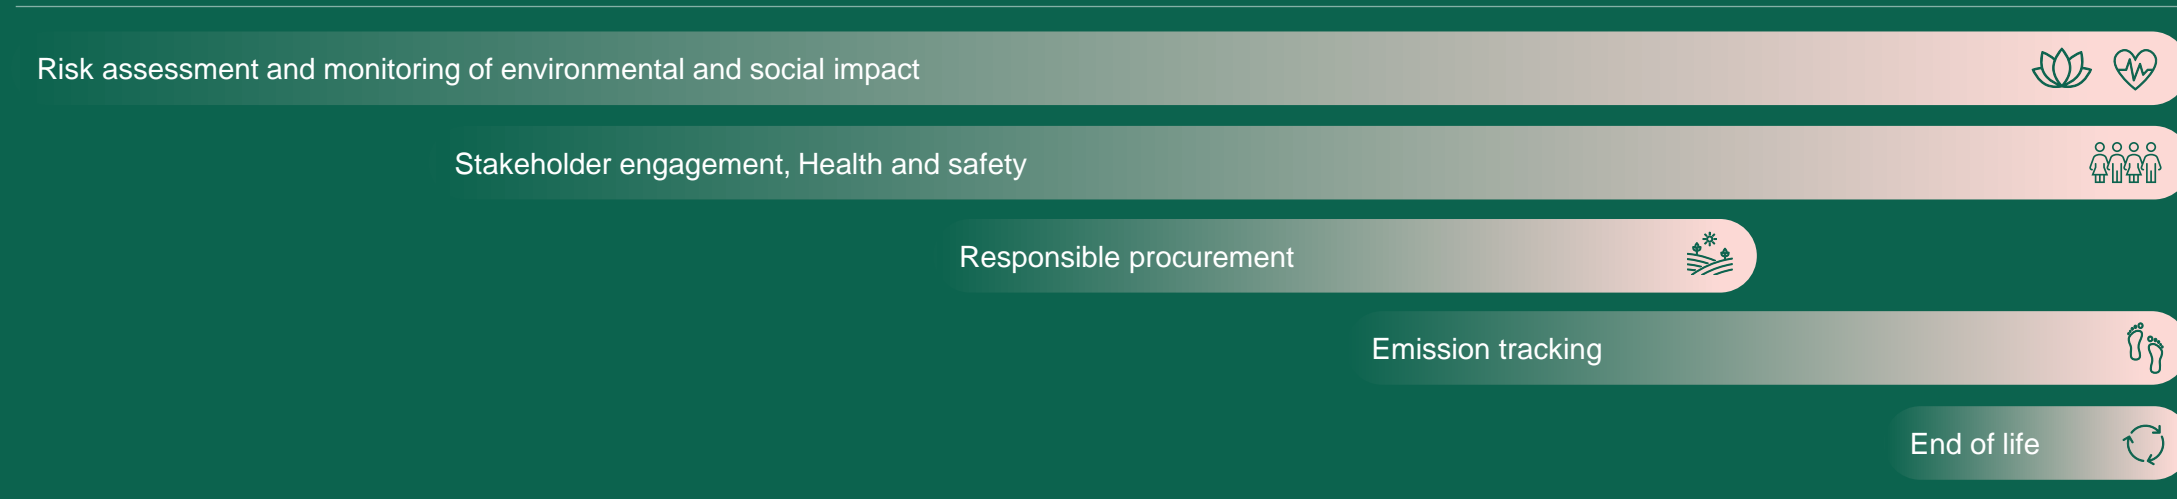 Risk assessment and monitoring of environmental and social impact
Stakeholder engagement, Health and safety
Responsible procurement
Emission tracking
End of life